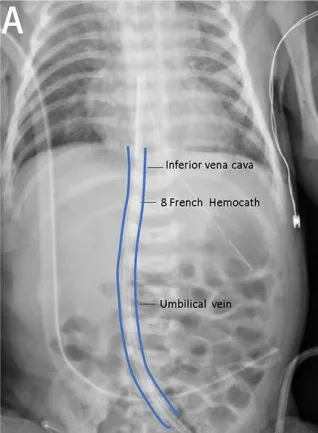 A
Inferior vena cava
8 French Hemocath
Umbilical vein